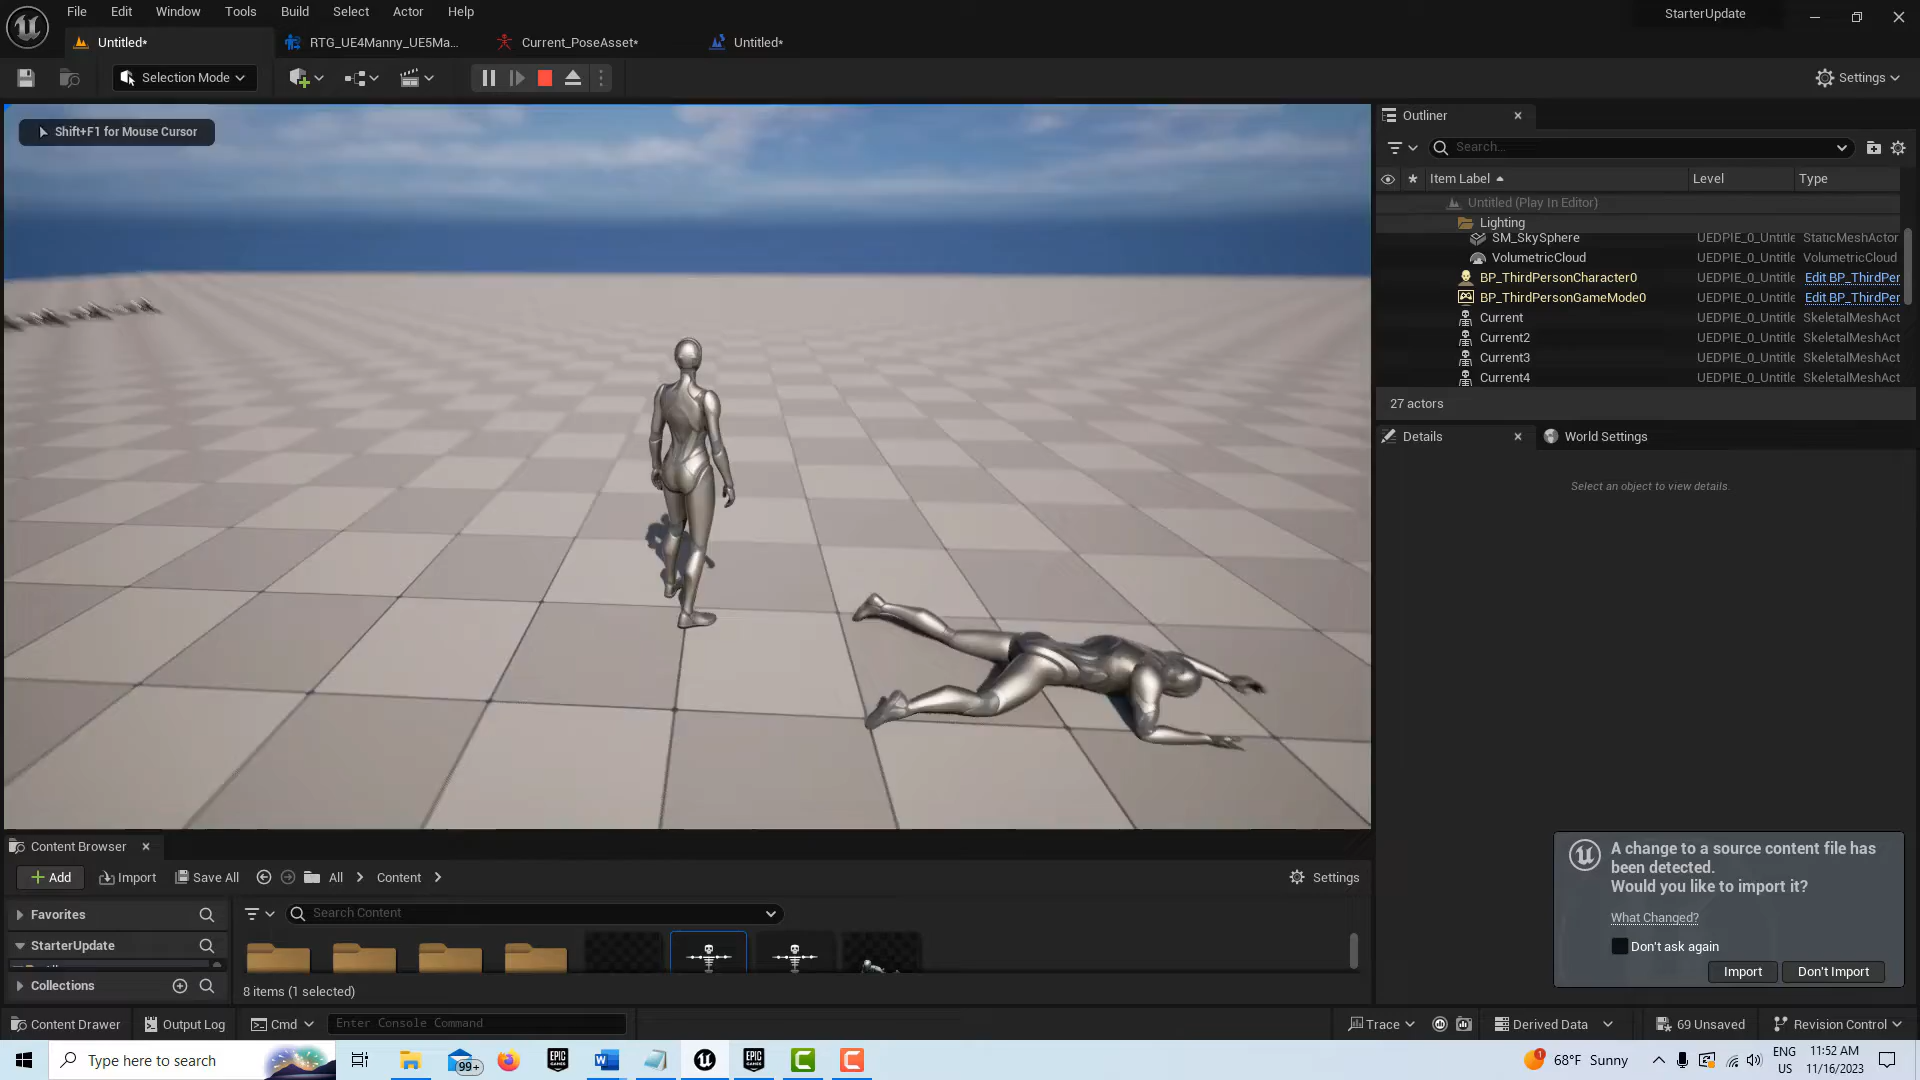 File Edit Window Tools Build Select Actor Help
StarterUpdate
Untitled*
RTG_UE4Manny_UE5Ma...
Current_PoseAsset*
Untitled*
Selection Mode
Settings
Shift+F1 for Mouse Cursor
Outliner
Search...
Item Label Level Type
Untitled (Play In Editor)
Lighting
SM_SkySphere UEDPIE_0_Untitle StaticMeshActor
VolumetricCloud UEDPIE_0_Untitle VolumetricCloud
BP_ThirdPersonCharacter0 UEDPIE_0_Untitle Edit BP_ThirdPer
BP_ThirdPersonGameMode0 UEDPIE_0_Untitle Edit BP_ThirdPer
Current UEDPIE_0_Untitle SkeletalMeshAct
Current2 UEDPIE_0_Untitle SkeletalMeshAct
Current3 UEDPIE_0_Untitle SkeletalMeshAct
Current4 UEDPIE_0_Untitle SkeletalMeshAct
27 actors
Details
World Settings
Select an object to view details.
Content Browser
Add
Import
Save All
All
Content
Settings
Favorites
Search Content
StarterUpdate
Collections
8 items (1 selected)
A change to a source content file has
been detected.
Would you like to import it?
What Changed?
Don't ask again
Import
Don't Import
Content Drawer
Output Log
Cmd
Enter Console Command
Trace
Derived Data
69 Unsaved
Revision Control
Type here to search
99+
EPIC GAMES
EPIC GAMES
1
68°F Sunny
ENG
US
11:52 AM
11/16/2023